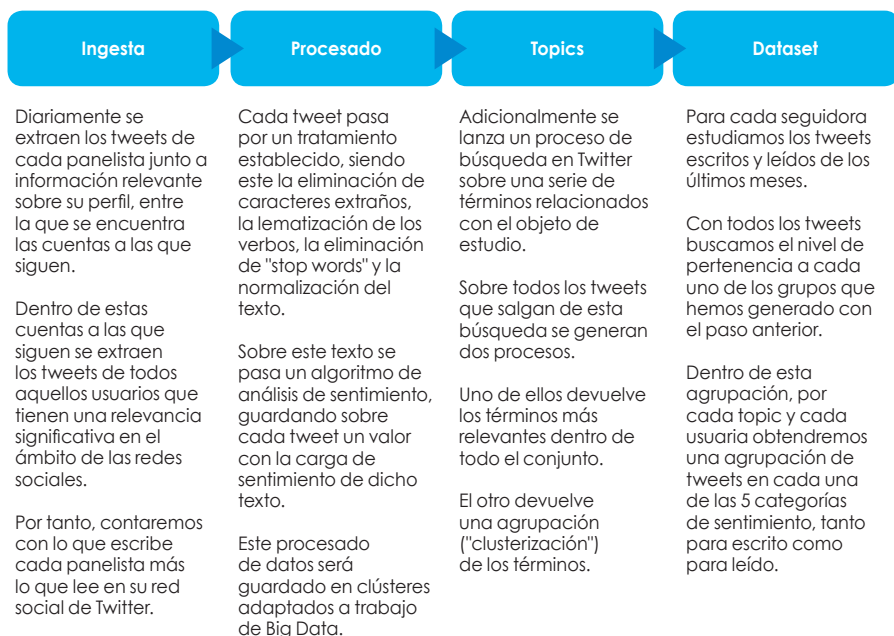 Ingesta
Diariamente se
extraen los tweets de
cada panelista junto a
información relevante
sobre su perfil, entre
la que se encuentra
las cuentas a las que
siguen.
Dentro de estas
cuentas a las que
siguen se extraen
los tweets de todos
aquellos usuarios que
tienen una relevancia
significativa en el
ámbito de las redes
sociales.
Por tanto, contaremos
con lo que escribe
cada panelista más
lo que lee en su red
social de Twitter.
Procesado
Cada tweet pasa
por un tratamiento
establecido, siendo
este la eliminación de
caracteres extraños,
la lematización de los
verbos, la eliminación
de "stop words" y la
normalización del
texto.
Sobre este texto se
pasa un algoritmo de
análisis de sentimiento,
guardando sobre
cada tweet un valor
con la carga de
sentimiento de dicho
texto.
Este procesado
de datos será
guardado en clústeres
adaptados a trabajo
de Big Data.
Topics
Adicionalmente se
lanza un proceso de
búsqueda en Twitter
sobre una serie de
términos relacionados
con el objeto de
estudio.
Sobre todos los tweets
que salgan de esta
búsqueda se generan
dos procesos.
Uno de ellos devuelve
los términos más
relevantes dentro de
todo el conjunto.
El otro devuelve
una agrupación
("clusterización")
de los términos.
Dataset
Para cada seguidora
estudiamos los tweets
escritos y leídos de los
últimos meses.
Con todos los tweets
buscamos el nivel de
pertenencia a cada
uno de los grupos que
hemos generado con
el paso anterior.
Dentro de esta
agrupación, por
cada topic y cada
usuaria obtendremos
una agrupación de
tweets en cada una
de las 5 categorías
de sentimiento, tanto
para escrito como
para leído.